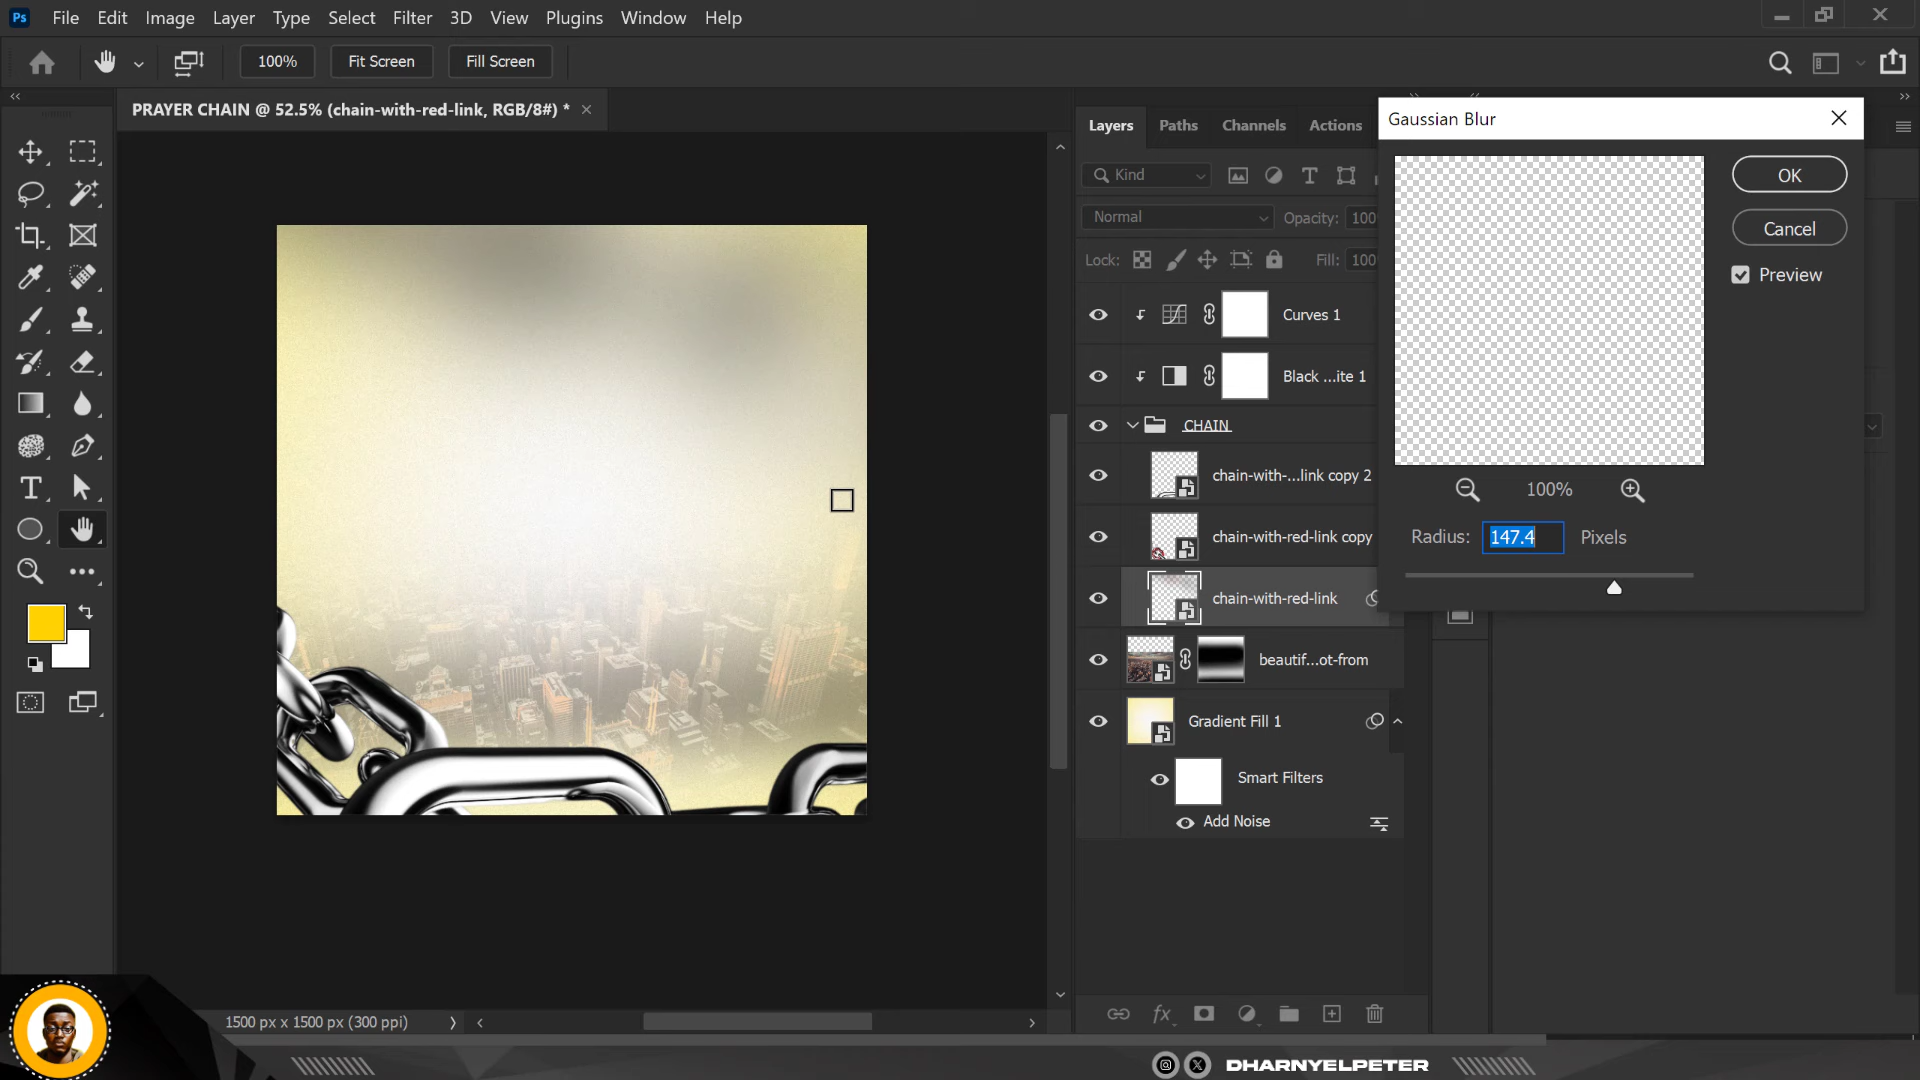 Ps File Edit Image Layer Type Select Filter 3D View Plugins Window Help
100% Fit Screen Fill Screen
PRAYER CHAIN @ 52.5% (chain-with-red-link, RGB/8#) * ×
Layers Paths Channels Actions
Kind
Normal Opacity: 100
Lock: Fill: 100
Curves 1
Black ...ite 1
CHAIN
chain-with-...link copy 2
chain-with-red-link copy
chain-with-red-link
beautif...ot-from
Gradient Fill 1
Smart Filters
Add Noise
Gaussian Blur
OK
Cancel
Preview
100%
Radius: 147.4 Pixels
1500 px x 1500 px (300 ppi)
DHARNYELPETER